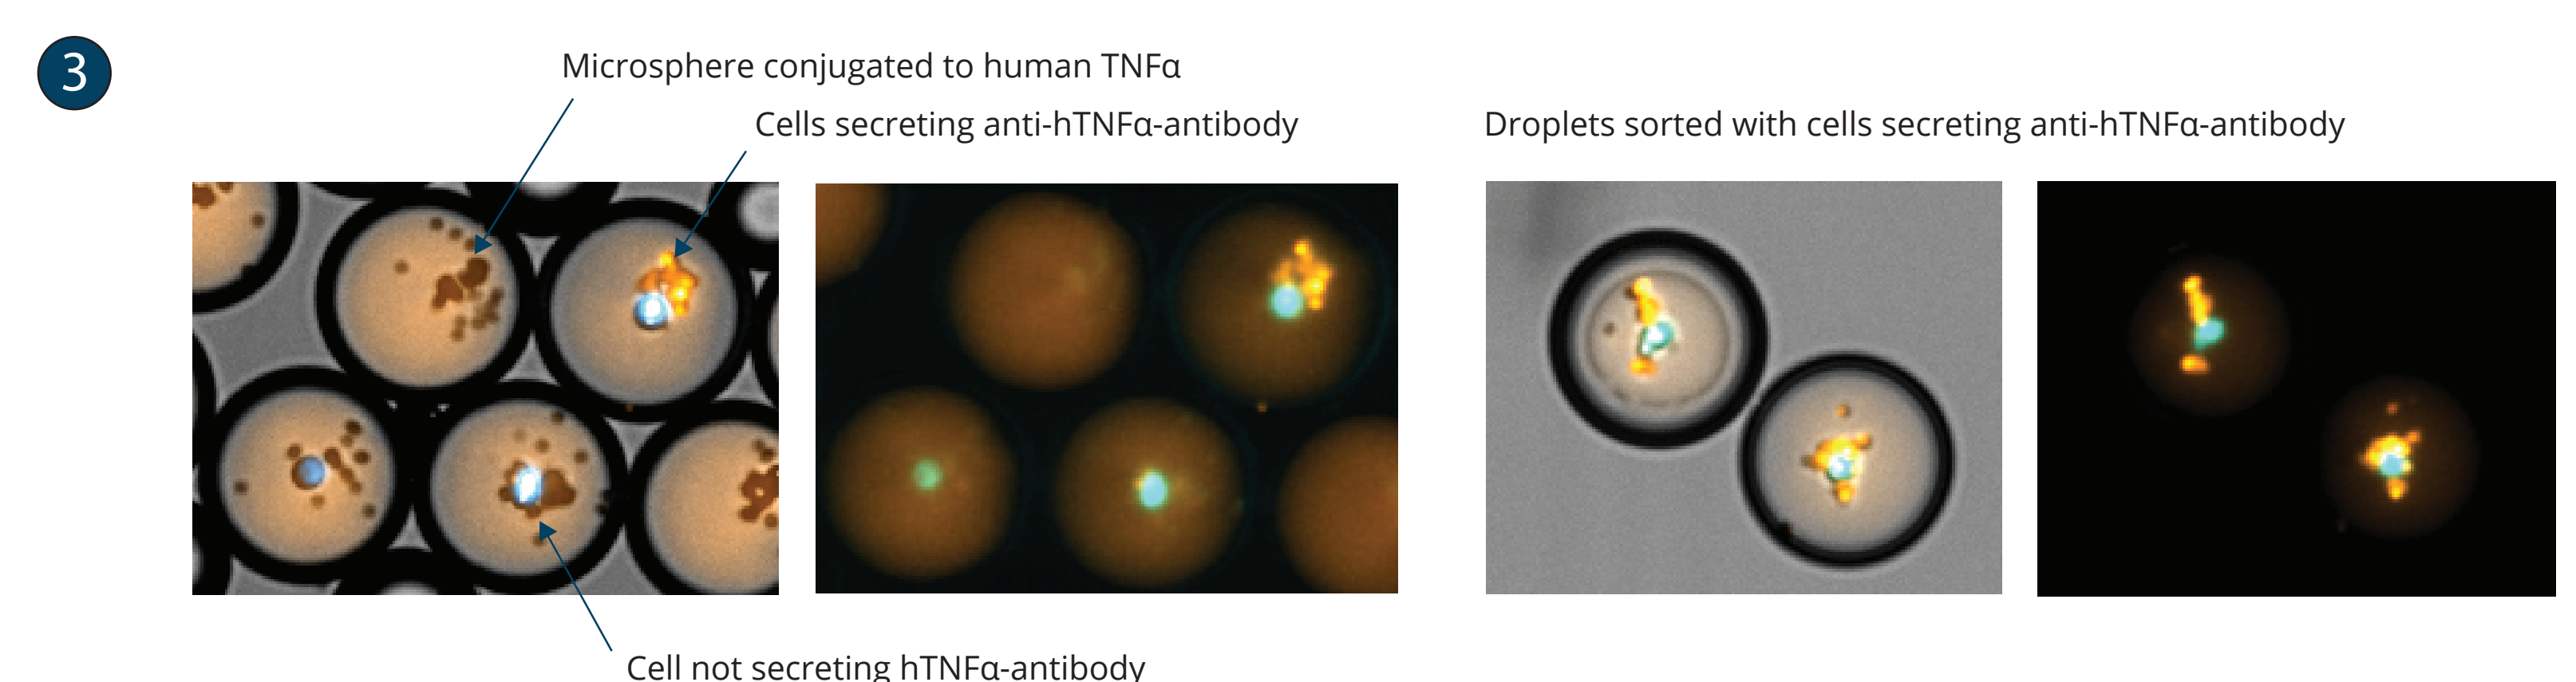 3
Microsphere conjugated to human TNFα
Cells secreting anti-hTNFα-antibody
Droplets sorted with cells secreting anti-hTNFα-antibody
Cell not secreting hTNFα-antibody